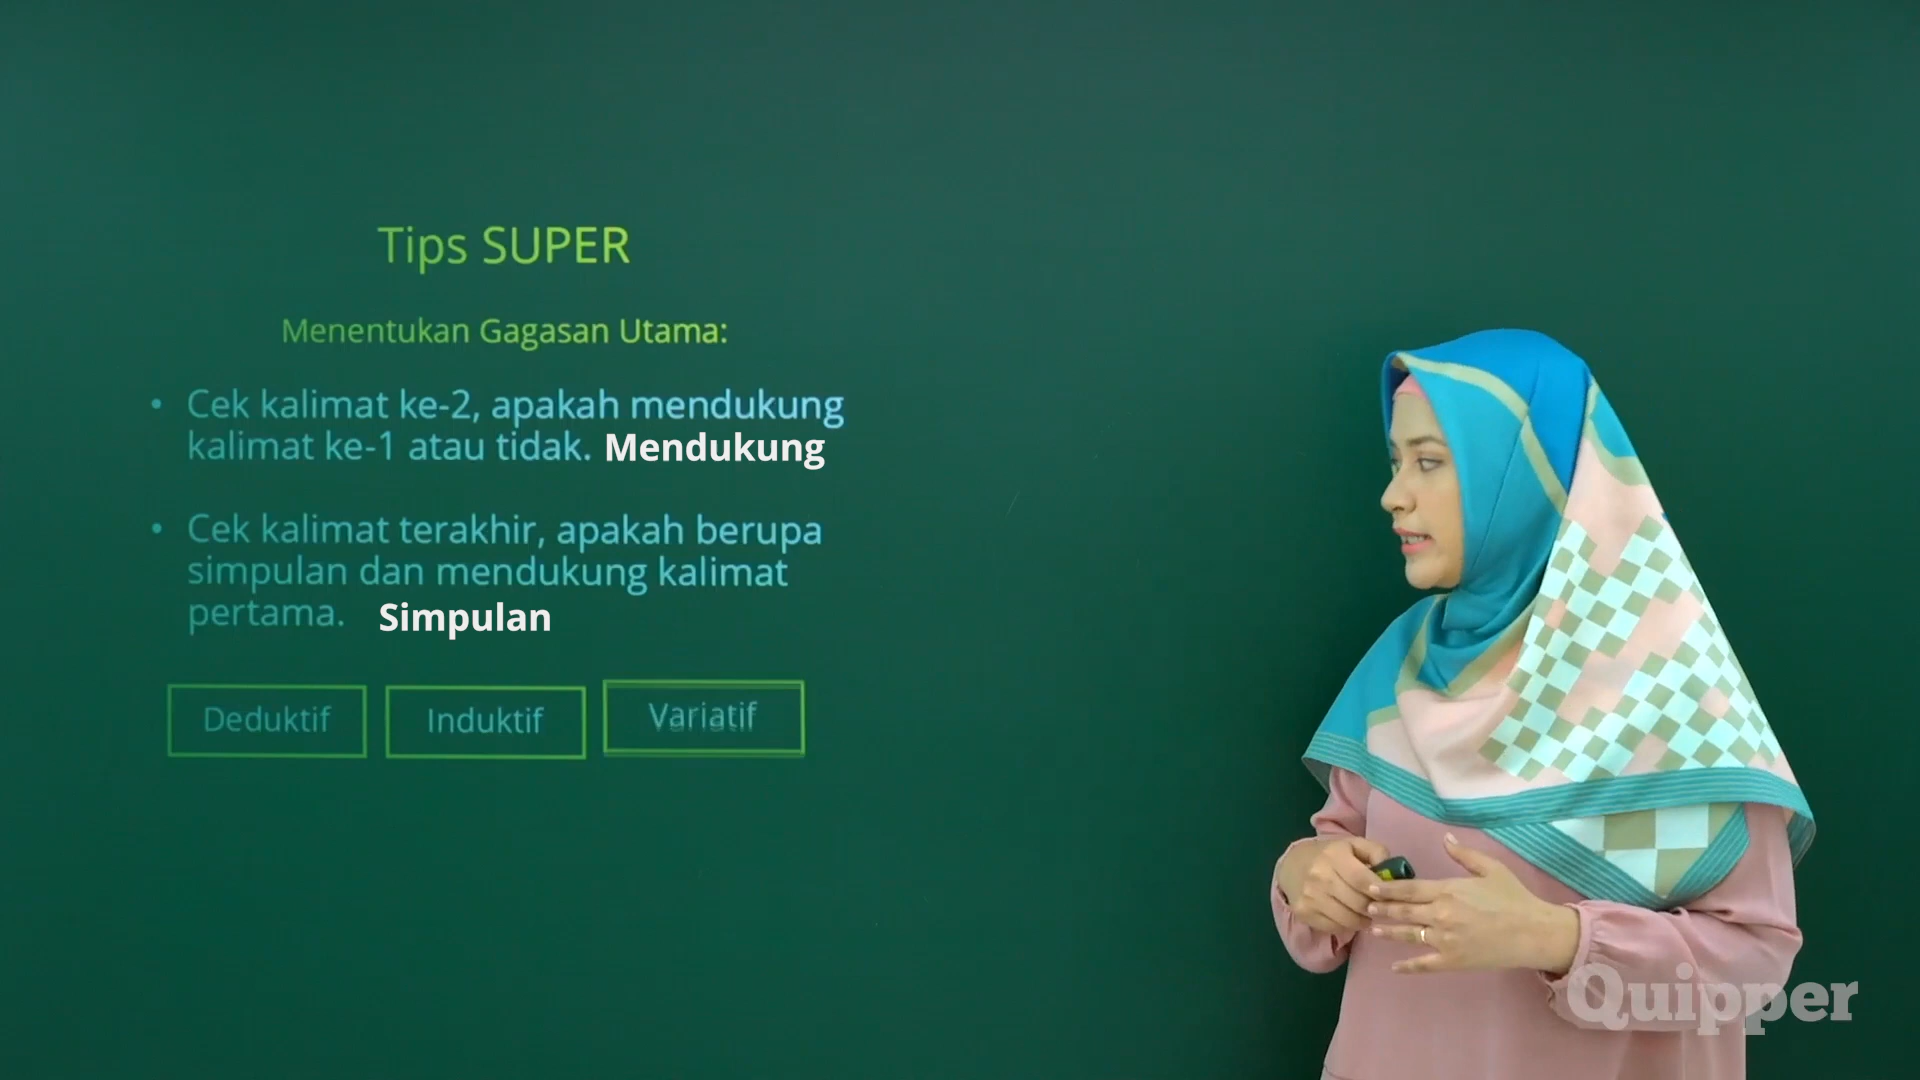 Tips SUPER
Menentukan Gagasan Utama:
• Cek kalimat ke-2, apakah mendukung
kalimat ke-1 atau tidak. Mendukung
• Cek kalimat terakhir, apakah berupa
simpulan dan mendukung kalimat
pertama. Simpulan
Deduktif Induktif Variatif
Quipper